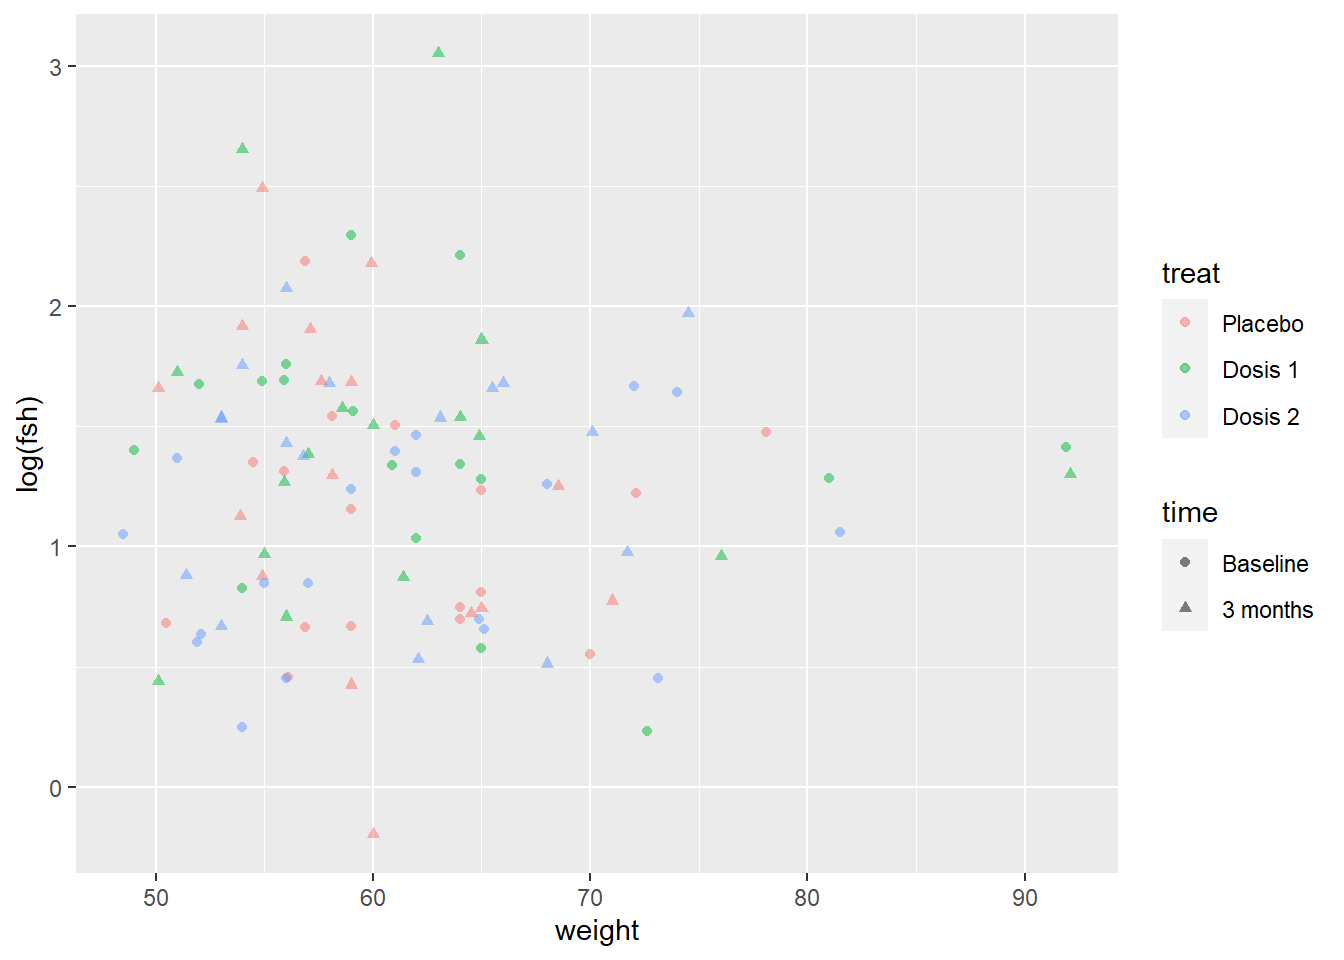 3
2
1
0
log(fsh)
50 60 70 80 90
weight
treat
Placebo
Dosis 1
Dosis 2
time
Baseline
3 months